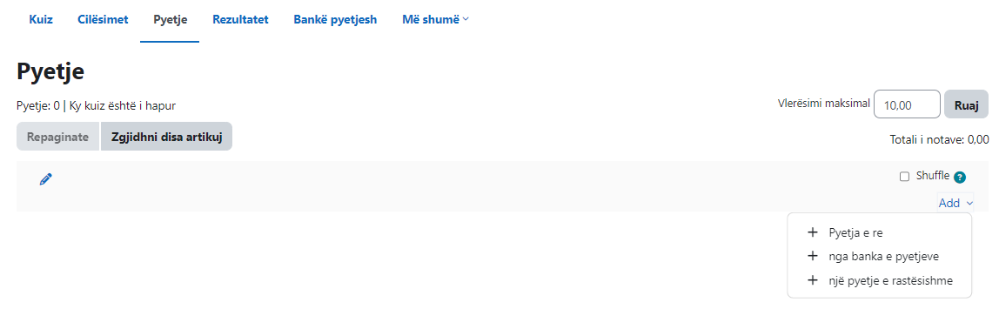 Kuiz Cilësimet Pyetje Rezultatet Bankë pyetjesh Më shumë
Pyetje
Pyetje: 0 | Ky kuiz është i hapur
Vlerësimi maksimal 10,00 Ruaj
Repaginate Zgjidhni disa artikuj
Totali i notave: 0,00
Shuffle ?
Add
Pyetja e re
nga banka e pyetjeve
një pyetje e rastësishme